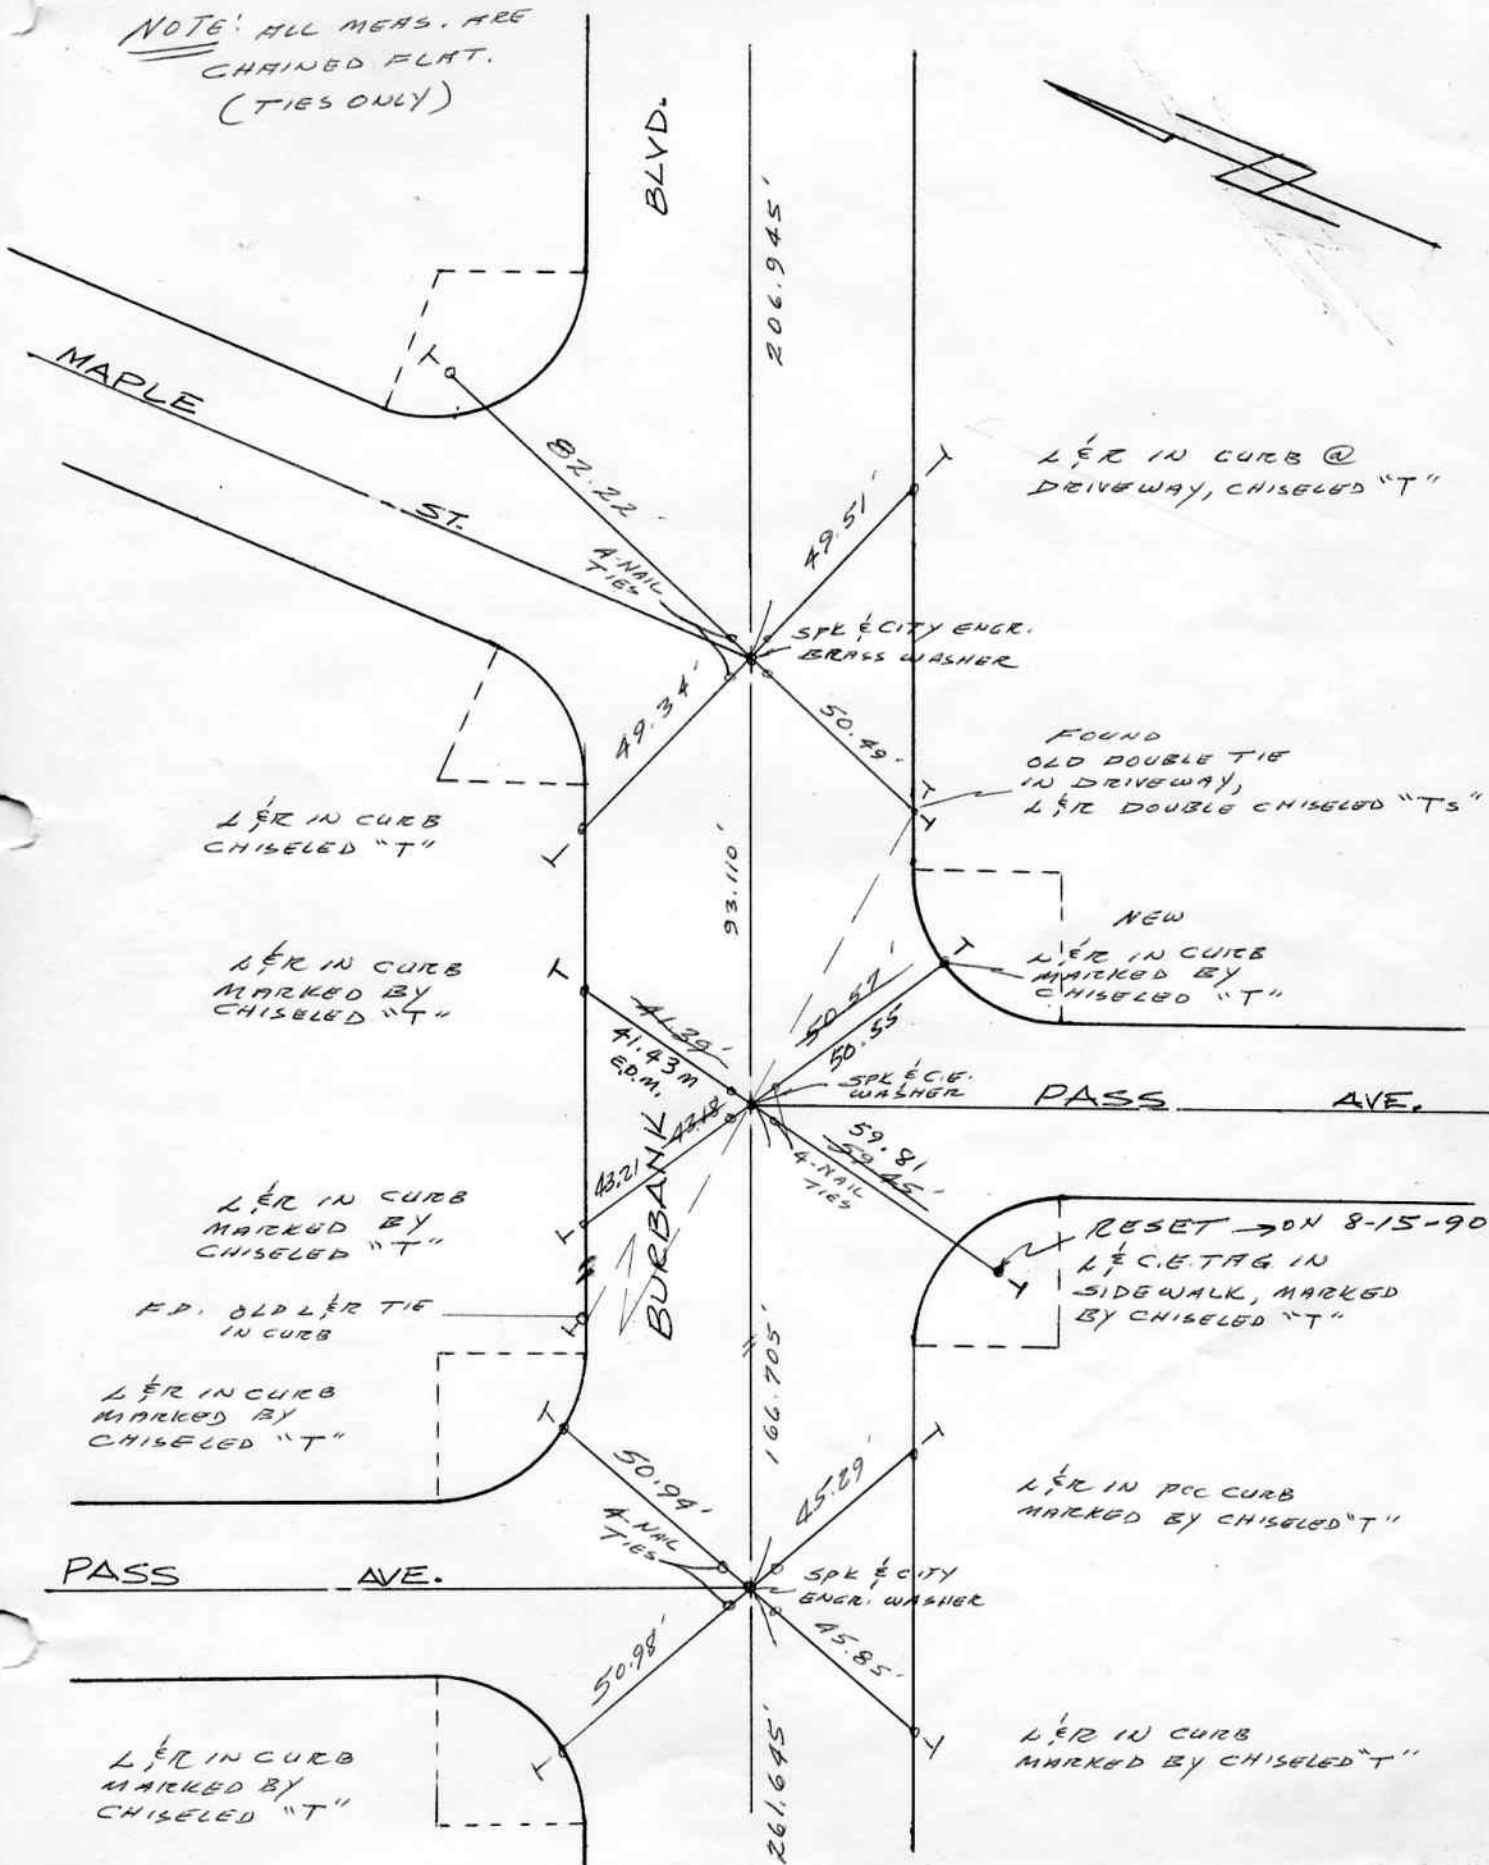 NOTE: ALL MEAS. ARE
CHAINED FLAT.
(TIES ONLY)
BLVD.
206.945'
MAPLE
ST.
82.22'
49.51'
L & R IN CURB @
DRIVEWAY, CHISELED "T"
4-NAIL
TIES
SPK & CITY ENGR.
BRASS WASHER
49.34'
50.49'
FOUND
OLD DOUBLE TIE
IN DRIVEWAY,
L & R DOUBLE CHISELED "Ts"
L & R IN CURB
CHISELED "T"
93.110'
NEW
L & R IN CURB
MARKED BY
CHISELED "T"
L & R IN CURB
MARKED BY
CHISELED "T"
41.39'
41.43 M
E.D.M.
50.57'
50.55
SPK & C.E.
WASHER
PASS AVE.
43.18
43.21
BURBANK
59.81
59.45'
4-NAIL
TIES
L & R IN CURB
MARKED BY
CHISELED "T"
RESET → ON 8-15-90
L & C.E. TAG IN
SIDEWALK, MARKED
BY CHISELED "T"
FD. OLD L & R TIE
IN CURB
166.705'
L & R IN CURB
MARKED BY
CHISELED "T"
50.94'
45.29'
L & R IN PCC CURB
MARKED BY CHISELED "T"
4-NAIL
TIES
PASS AVE.
SPK & CITY
ENGR. WASHER
50.98'
45.85'
L & R IN CURB
MARKED BY CHISELED "T"
L & R IN CURB
MARKED BY
CHISELED "T"
261.645'
T
T
T
T
T
T
T
T
T
T
T
T
T
T